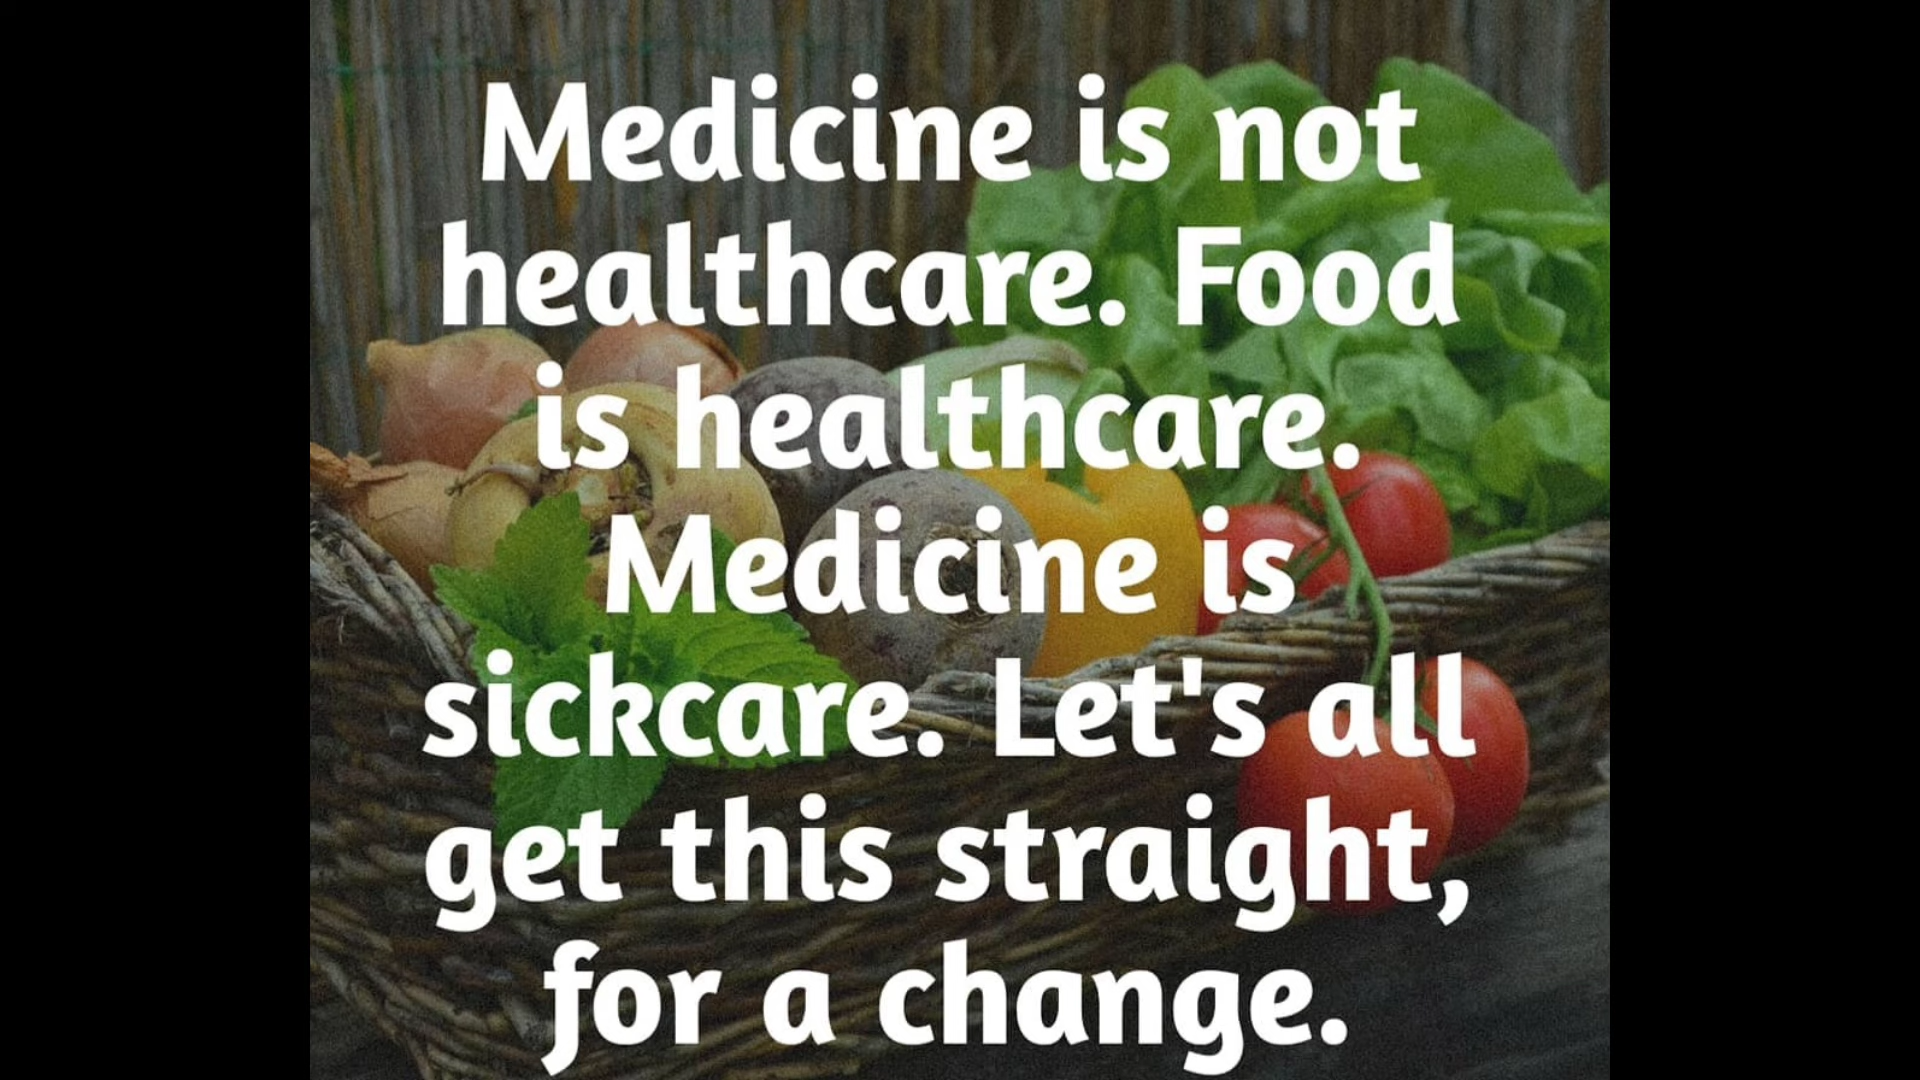 Medicine is not
healthcare. Food
is healthcare.
Medicine is
sickcare. Let's all
get this straight,
for a change.